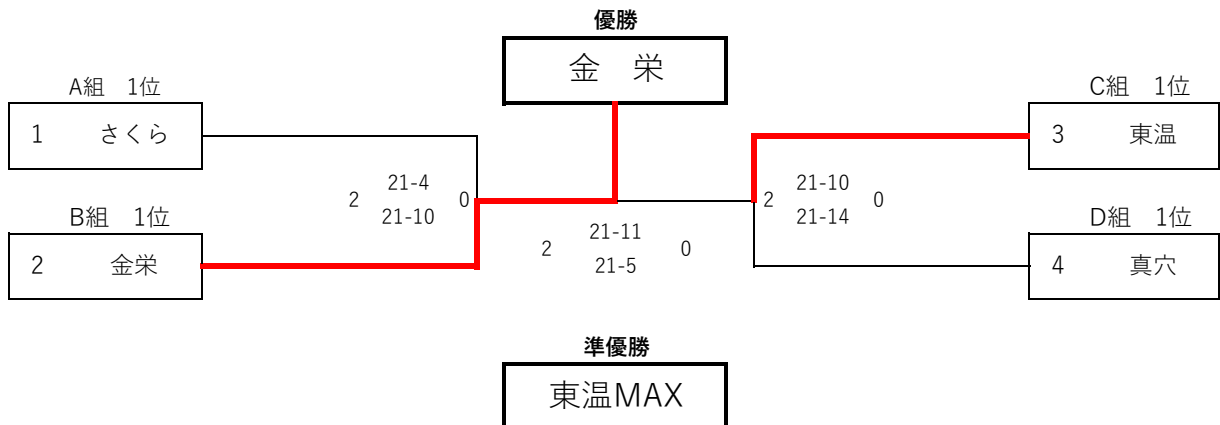 優勝
金　栄
A組　1位
1　さくら
C組　1位
3　東温
2　21-4　0
21-10
2　21-10　0
21-14
B組　1位
2　金栄
2　21-11　0
21-5
D組　1位
4　真穴
準優勝
東温MAX